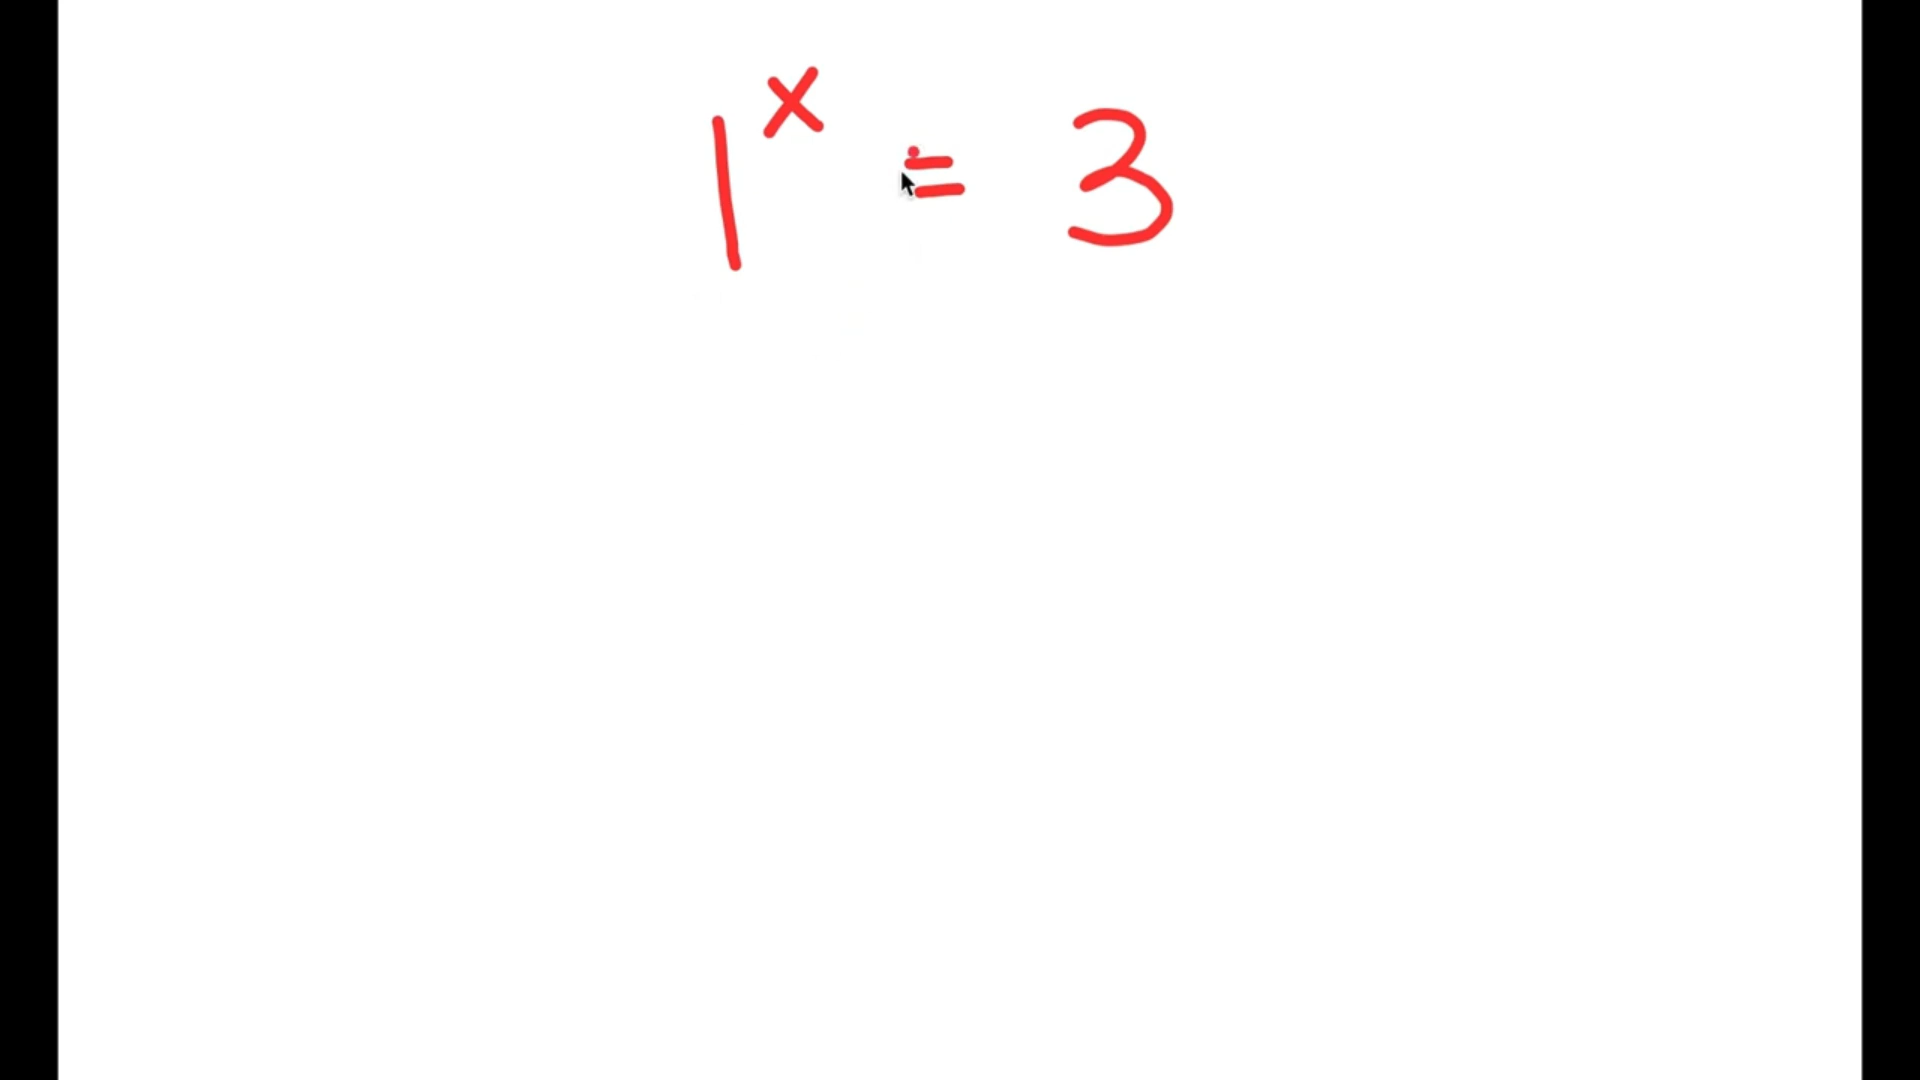 1^x = 3